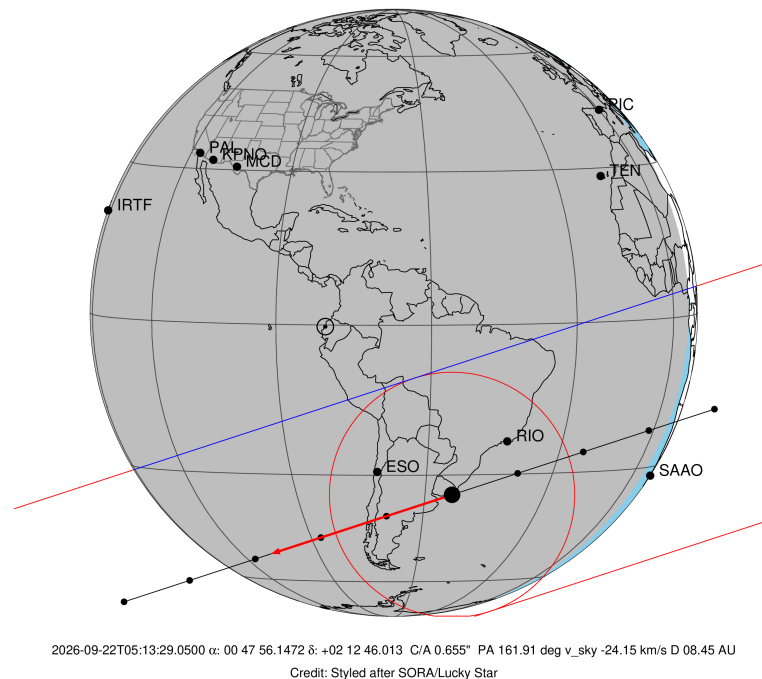 PIC
PAL
KPNO
MCD
TEN
IRTF
RIO
ESO
SAAO
2026-09-22T05:13:29.0500 α: 00 47 56.1472 δ: +02 12 46.013 C/A 0.655" PA 161.91 deg v_sky -24.15 km/s D 08.45 AU
Credit: Styled after SORA/Lucky Star